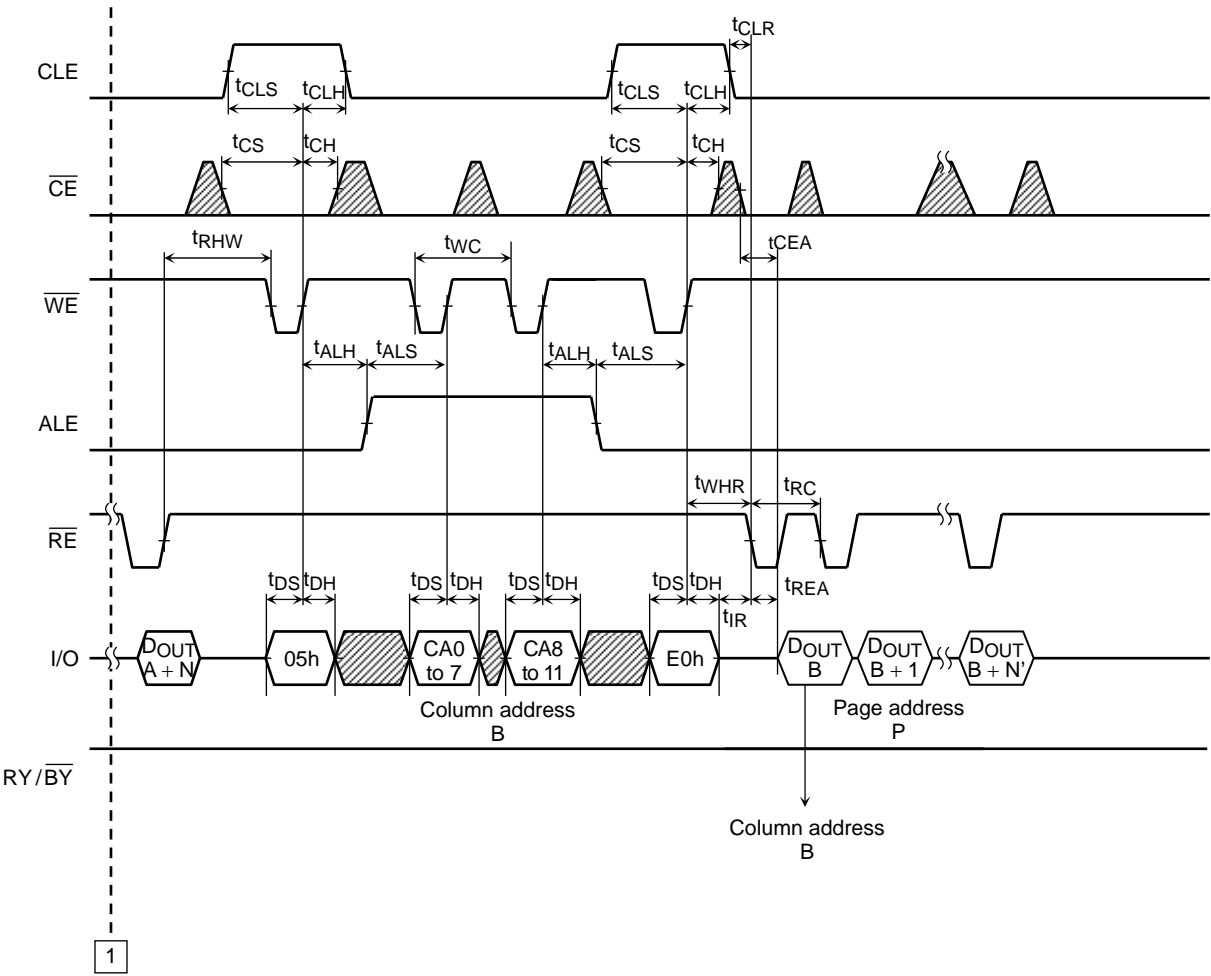 tCLR
CLE
tCLS tCLH tCLS tCLH
tCS tCH tCS tCH
CE
tRHW tWC tCEA
WE
tALH tALS tALH tALS
ALE
tWHR tRC
RE
tDS tDH tDS tDH tDS tDH tDS tDH tREA
tIR
I/O
DOUT A + N
05h
CA0 to 7
CA8 to 11
E0h
DOUT B
DOUT B + 1
DOUT B + N'
Column address
B
Page address
P
RY/BY
Column address
B
1